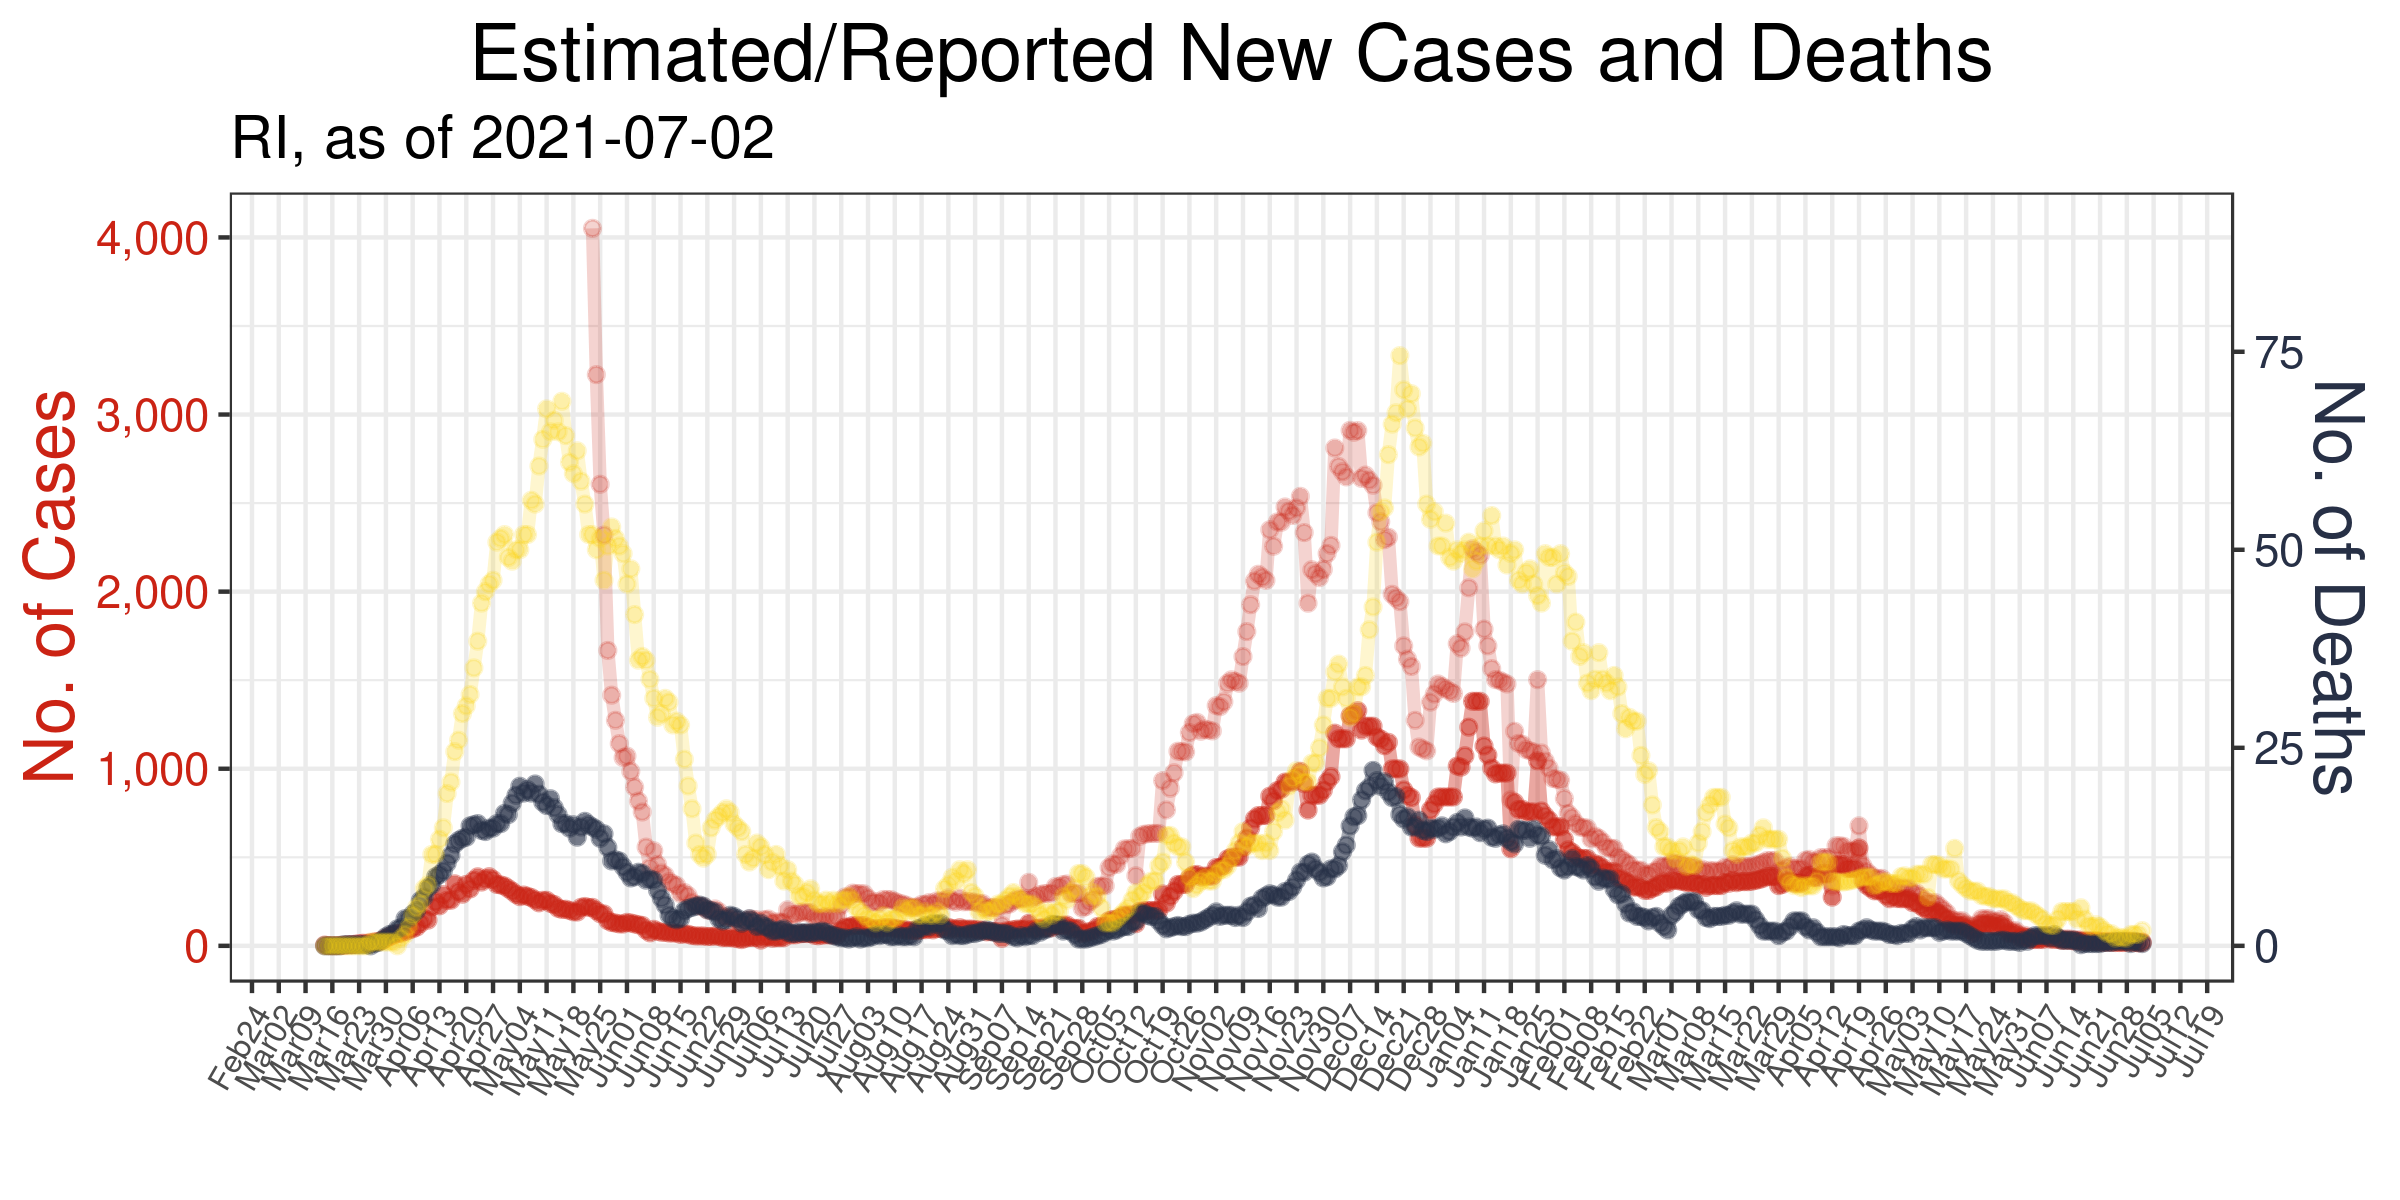 Estimated/Reported New Cases and Deaths
RI, as of 2021-07-02
No. of Cases
4,000
3,000
2,000
1,000
0
75
50
25
0
No. of Deaths
Feb24
Mar02
Mar09
Mar16
Mar23
Mar30
Apr06
Apr13
Apr20
Apr27
May04
May11
May18
May25
Jun01
Jun08
Jun15
Jun22
Jun29
Jul06
Jul13
Jul20
Jul27
Aug03
Aug10
Aug17
Aug24
Aug31
Sep07
Sep14
Sep21
Sep28
Oct05
Oct12
Oct19
Oct26
Nov02
Nov09
Nov16
Nov23
Nov30
Dec07
Dec14
Dec21
Dec28
Jan04
Jan11
Jan18
Jan25
Feb01
Feb08
Feb15
Feb22
Mar01
Mar08
Mar15
Mar22
Mar29
Apr05
Apr12
Apr19
Apr26
May03
May10
May17
May24
May31
Jun07
Jun14
Jun21
Jun28
Jul05
Jul12
Jul19